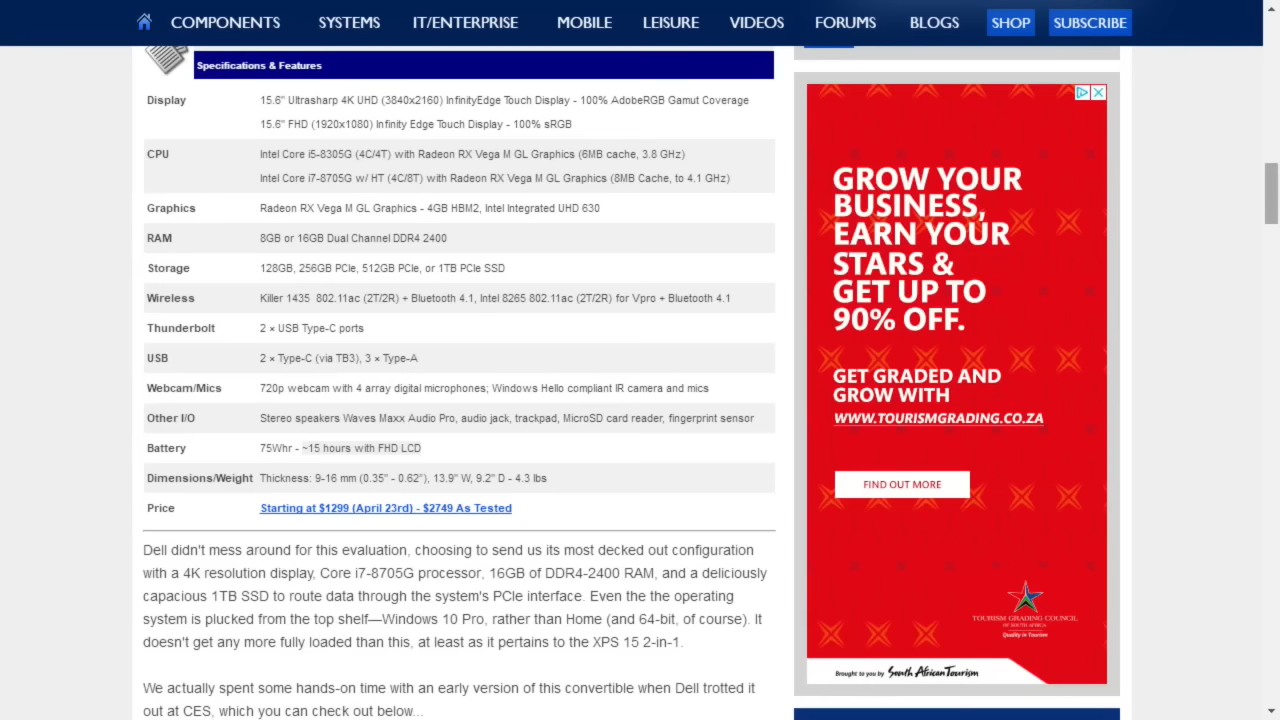 COMPONENTS SYSTEMS IT/ENTERPRISE MOBILE LEISURE VIDEOS FORUMS BLOGS SHOP SUBSCRIBE
Specifications & Features
Display 15.6" Ultrasharp 4K UHD (3840x2160) InfinityEdge Touch Display - 100% AdobeRGB Gamut Coverage
15.6" FHD (1920x1080) Infinity Edge Touch Display - 100% sRGB
CPU Intel Core i5-8305G (4C/4T) with Radeon RX Vega M GL Graphics (6MB cache, 3.8 GHz)
intel Core i7-8705G w/ HT (4C/8T) with Radeon RX Vega M GL Graphics (8MB Cache, to 4.1 GHz)
Graphics Radeon RX Vega M GL Graphics - 4GB HBM2, Intel Integrated UHD 630
RAM 8GB or 16GB Dual Channel DDR4 2400
Storage 128GB, 256GB PCIe, 512GB PCIe, or 1TB PCIe SSD
Wireless Killer 1435 802.11ac (2T/2R) + Bluetooth 4.1, Intel 8265 802.11ac (2T/2R) for Vpro + Bluetooth 4.1
Thunderbolt 2 × USB Type-C ports
USB 2 × Type-C (via TB3), 3 × Type-A
Webcam/Mics 720p webcam with 4 array digital microphones; Windows Hello compliant IR camera and mics
Other I/O Stereo speakers Waves Maxx Audio Pro, audio jack, trackpad, MicroSD card reader, fingerprint sensor
Battery 75Whr - ~15 hours with FHD LCD
Dimensions/Weight Thickness: 9-16 mm (0.35" - 0.62"), 13.9" W, 9.2" D - 4.3 lbs
Price Starting at $1299 (April 23rd) - $2749 As Tested
Dell didn't mess around for this evaluation, choosing to send us its most decked out configuration
with a 4K resolution display, Core i7-8705G processor, 16GB of DDR4-2400 RAM, and a deliciously
capacious 1TB SSD to route data through the system's PCIe interface. Even the the operating
system is plucked from the top shelf—Windows 10 Pro, rather than Home (and 64-bit, of course). It
doesn't get any more luxurious than this, at least as it pertains to the XPS 15 2-in-1.
We actually spent some hands-on time with an early version of this convertible when Dell trotted it
out at CES, which you can check out below...
GROW YOUR
BUSINESS,
EARN YOUR
STARS &
GET UP TO
90% OFF.
GET GRADED AND
GROW WITH
WWW.TOURISMGRADING.CO.ZA
FIND OUT MORE
TOURISM GRADING COUNCIL
OF SOUTH AFRICA
Quality in Tourism
Brought to you by South African Tourism